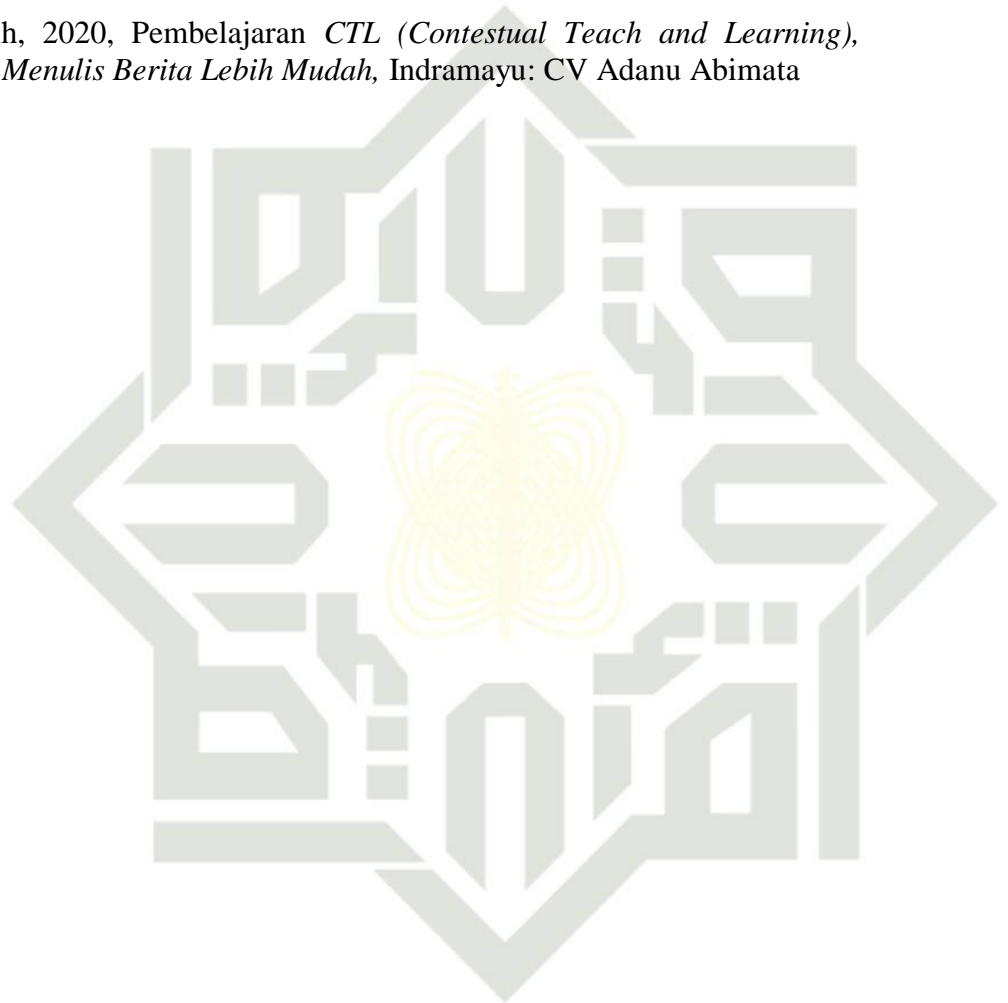 h, 2020, Pembelajaran CTL (Contestual Teach and Learning),
Menulis Berita Lebih Mudah, Indramayu: CV Adanu Abimata